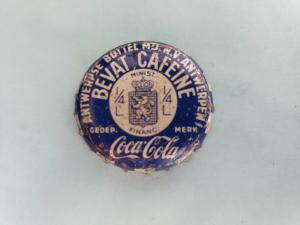 ANTWERPSE BOTTEL MIJ. N.V. ANTWERPEN
BEVAT CAFEÏNE
MINIST.
1/4 L
1/4 L
FINANC.
GEDEP. MERK
Coca-Cola